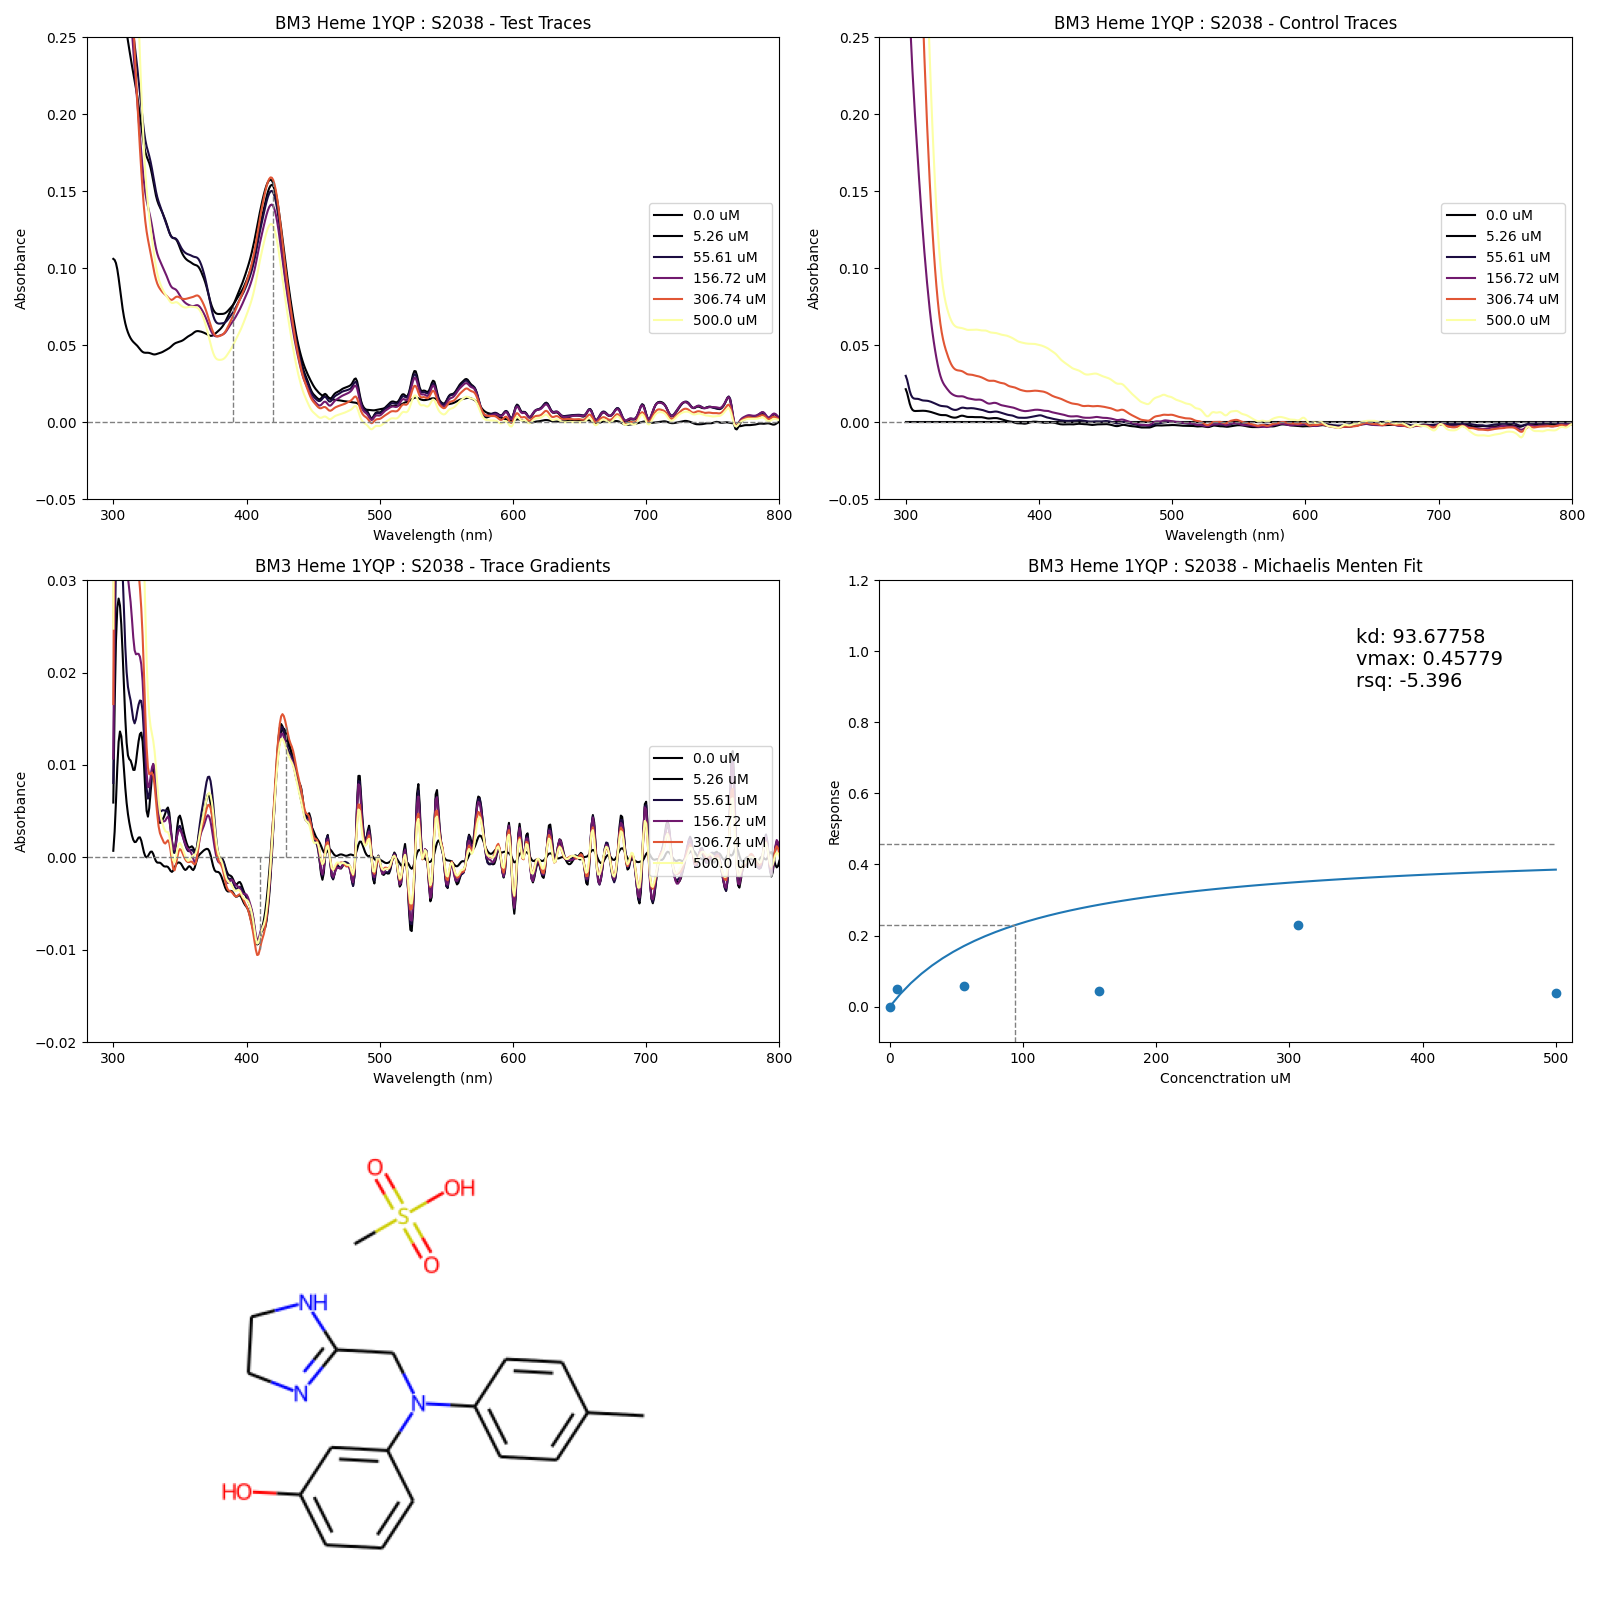 BM3 Heme 1YQP : S2038 - Test Traces
0.25
0.20
0.15
0.10
0.05
0.00
−0.05
Absorbance
300 400 500 600 700 800
Wavelength (nm)
0.0 uM
5.26 uM
55.61 uM
156.72 uM
306.74 uM
500.0 uM
BM3 Heme 1YQP : S2038 - Control Traces
0.25
0.20
0.15
0.10
0.05
0.00
−0.05
Absorbance
300 400 500 600 700 800
Wavelength (nm)
0.0 uM
5.26 uM
55.61 uM
156.72 uM
306.74 uM
500.0 uM
BM3 Heme 1YQP : S2038 - Trace Gradients
0.03
0.02
0.01
0.00
−0.01
−0.02
Absorbance
300 400 500 600 700 800
Wavelength (nm)
0.0 uM
5.26 uM
55.61 uM
156.72 uM
306.74 uM
500.0 uM
BM3 Heme 1YQP : S2038 - Michaelis Menten Fit
1.2
1.0
0.8
0.6
0.4
0.2
0.0
Response
0 100 200 300 400 500
Concenctration uM
kd: 93.67758
vmax: 0.45779
rsq: -5.396
O
OH
S
O
NH
N
N
HO